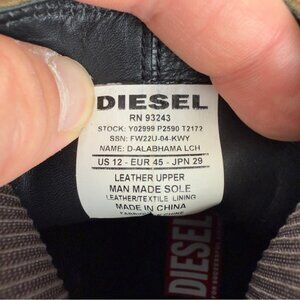 DIESEL
RN 93243
STOCK: Y02999 P2590 T2172
SSN: FW22U-04-KWY
NAME: D-ALABHAMA LCH
US 12 - EUR 45 - JPN 29
LEATHER UPPER
MAN MADE SOLE
LEATHER/TEXTILE LINING
MADE IN CHINA
DIESEL